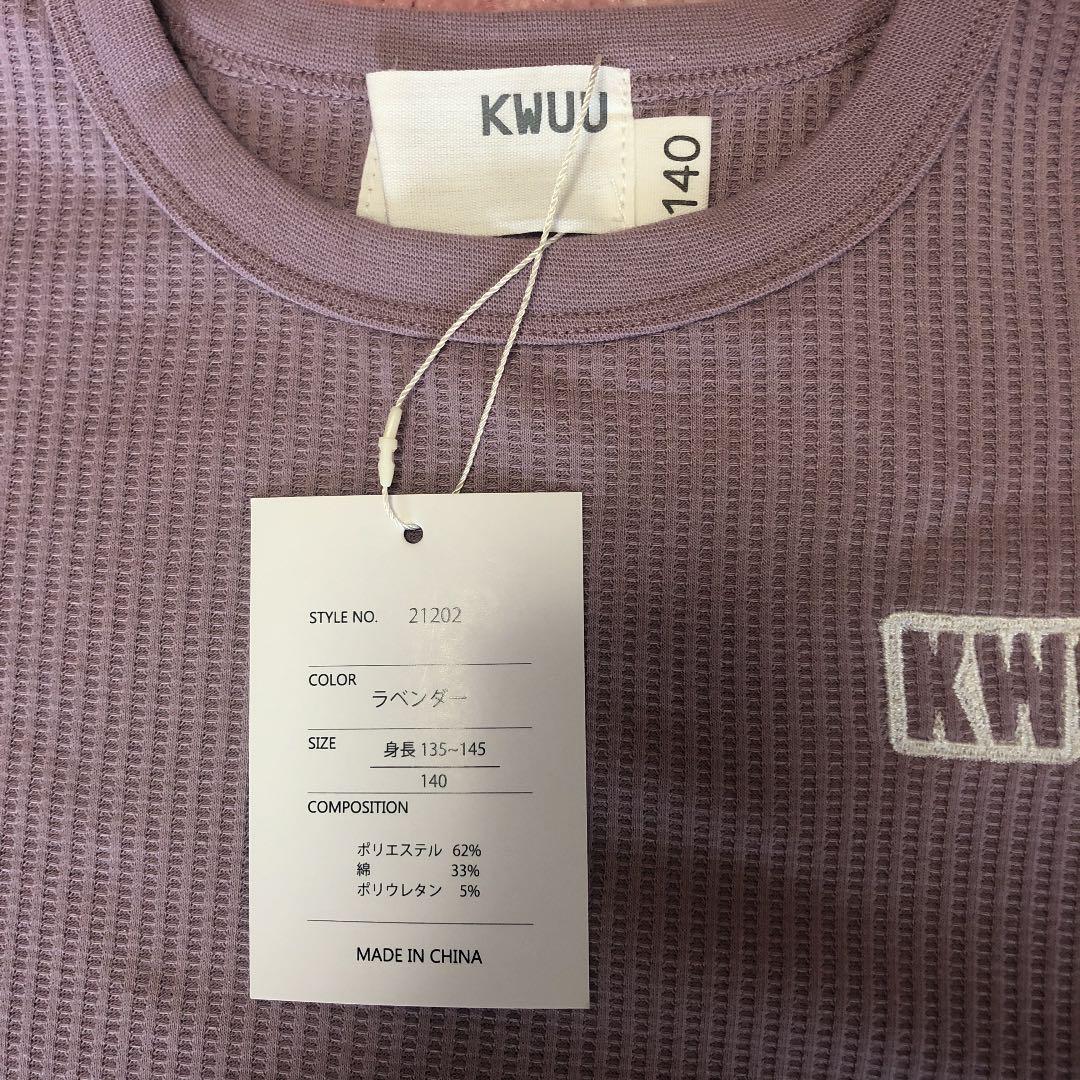 KWUU
140
STYLE NO. 21202
COLOR
ラベンダー
SIZE 身長 135~145
140
COMPOSITION
ポリエステル 62%
綿 33%
ポリウレタン 5%
MADE IN CHINA
KW